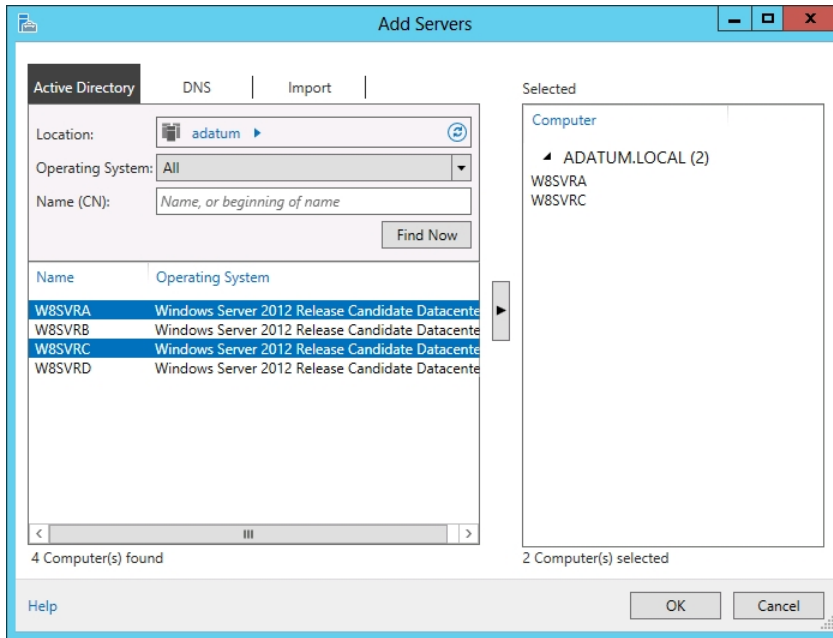 Add Servers
Active Directory
DNS
Import
Location:
adatum
Operating System:
All
Name (CN):
Name, or beginning of name
Find Now
Name
Operating System
W8SVRA Windows Server 2012 Release Candidate Datacente
W8SVRB Windows Server 2012 Release Candidate Datacente
W8SVRC Windows Server 2012 Release Candidate Datacente
W8SVRD Windows Server 2012 Release Candidate Datacente
4 Computer(s) found
Selected
Computer
ADATUM.LOCAL (2)
W8SVRA
W8SVRC
2 Computer(s) selected
Help
OK
Cancel